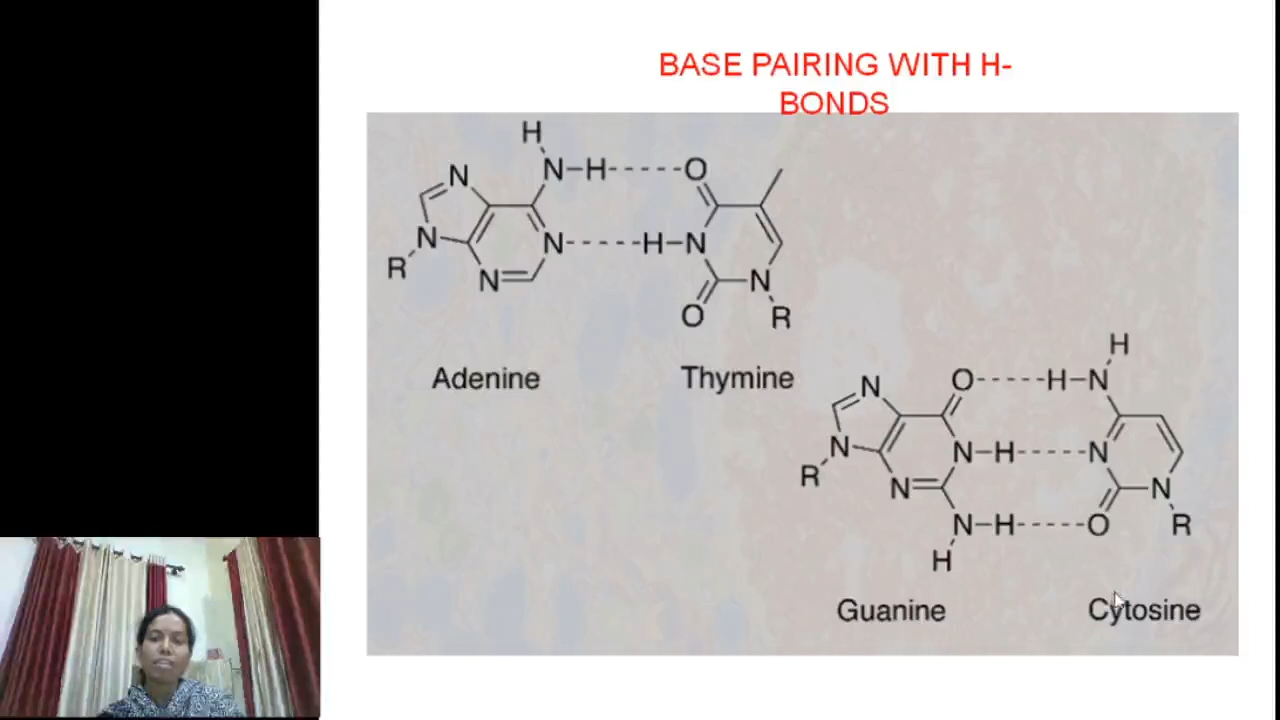 BASE PAIRING WITH H-
BONDS
H
N N-H-----O
N N-----H-N
R N
O N
R
Adenine Thymine
H
N O-----H-N
N N-H-----N
R N N
N-H-----O R
H
Guanine Cytosine